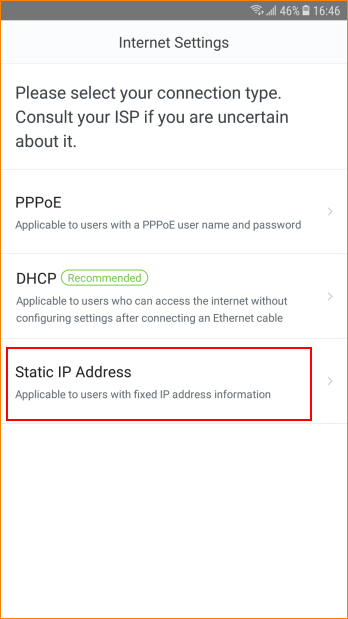 46% 16:46
Internet Settings
Please select your connection type.
Consult your ISP if you are uncertain
about it.
PPPoE
Applicable to users with a PPPoE user name and password
DHCP Recommended
Applicable to users who can access the internet without
configuring settings after connecting an Ethernet cable
Static IP Address
Applicable to users with fixed IP address information